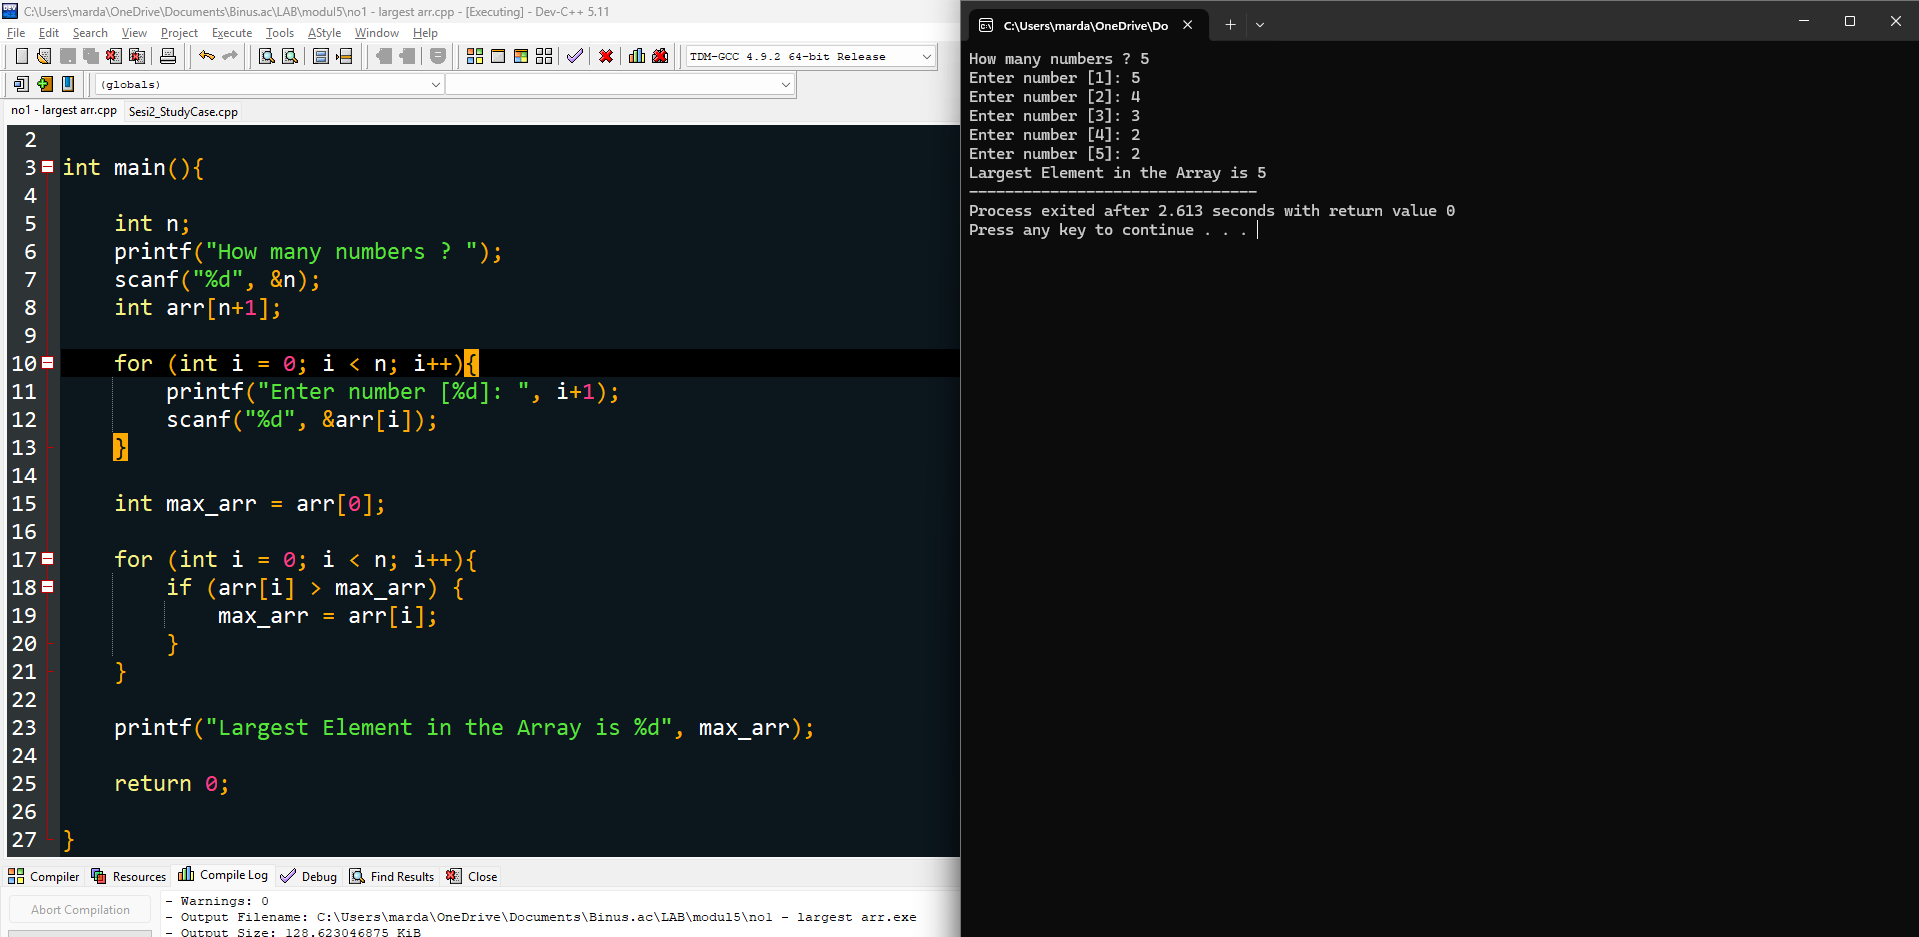 C:\Users\marda\OneDrive\Documents\Binus.ac\LAB\modul5\no1 - largest arr.cpp - [Executing] - Dev-C++ 5.11
File Edit Search View Project Execute Tools AStyle Window Help
TDM-GCC 4.9.2 64-bit Release
(globals)
no1 - largest arr.cpp Sesi2_StudyCase.cpp
2
3 int main(){
4
5 int n;
6 printf("How many numbers ? ");
7 scanf("%d", &n);
8 int arr[n+1];
9
10 for (int i = 0; i < n; i++){
11 printf("Enter number [%d]: ", i+1);
12 scanf("%d", &arr[i]);
13 }
14
15 int max_arr = arr[0];
16
17 for (int i = 0; i < n; i++){
18 if (arr[i] > max_arr) {
19 max_arr = arr[i];
20 }
21 }
22
23 printf("Largest Element in the Array is %d", max_arr);
24
25 return 0;
26
27 }
Compiler Resources Compile Log Debug Find Results Close
Abort Compilation
- Warnings: 0
- Output Filename: C:\Users\marda\OneDrive\Documents\Binus.ac\LAB\modul5\no1 - largest arr.exe
- Output Size: 128.623046875 KiB
C:\Users\marda\OneDrive\Do
How many numbers ? 5
Enter number [1]: 5
Enter number [2]: 4
Enter number [3]: 3
Enter number [4]: 2
Enter number [5]: 2
Largest Element in the Array is 5
--------------------------------
Process exited after 2.613 seconds with return value 0
Press any key to continue . . .